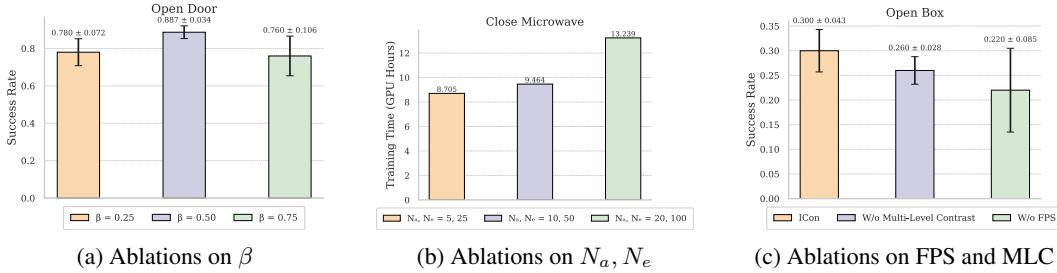 Open Door
0.780 ± 0.072
0.887 ± 0.034
0.760 ± 0.106
Success Rate
0.8
0.6
0.4
0.2
0.0
β = 0.25 β = 0.50 β = 0.75
(a) Ablations on β
Close Microwave
13.239
8.705
9.464
Training Time (GPU Hours)
12
10
8
6
4
2
0
Nₐ, Nₑ = 5, 25 Nₐ, Nₑ = 10, 50 Nₐ, Nₑ = 20, 100
(b) Ablations on Nₐ, Nₑ
Open Box
0.300 ± 0.043
0.260 ± 0.028
0.220 ± 0.085
Success Rate
0.35
0.30
0.25
0.20
0.15
0.10
0.05
0.00
ICon W/o Multi-Level Contrast W/o FPS
(c) Ablations on FPS and MLC